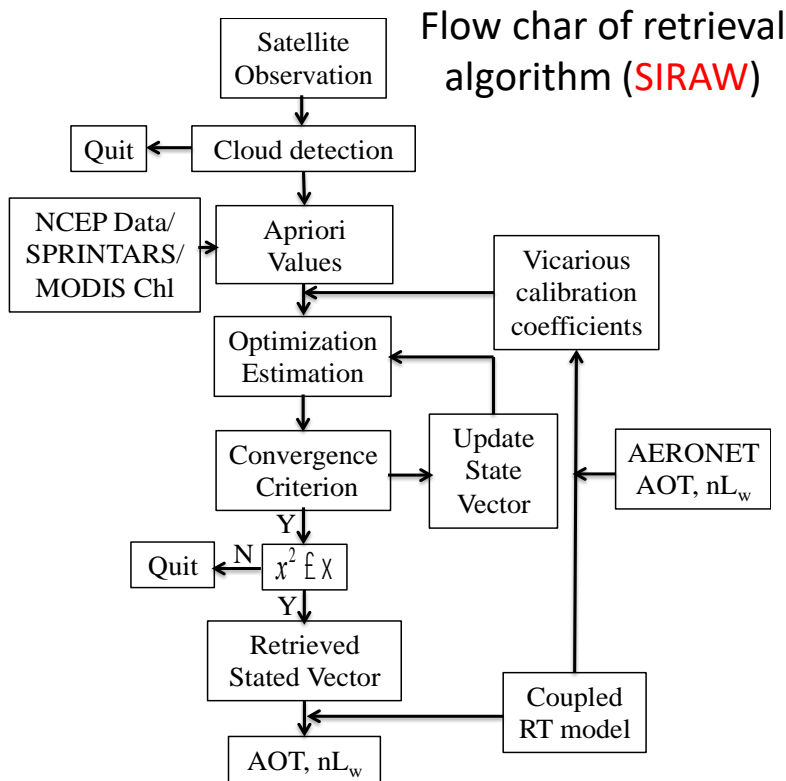 Flow char of retrieval
algorithm (SIRAW)
Satellite
Observation
Quit
Cloud detection
NCEP Data/
SPRINTARS/
MODIS Chl
Apriori
Values
Vicarious
calibration
coefficients
Optimization
Estimation
Convergence
Criterion
Update
State
Vector
AERONET
AOT, nLw
Y
Quit
N
x² £ x
Y
Retrieved
Stated Vector
Coupled
RT model
AOT, nLw